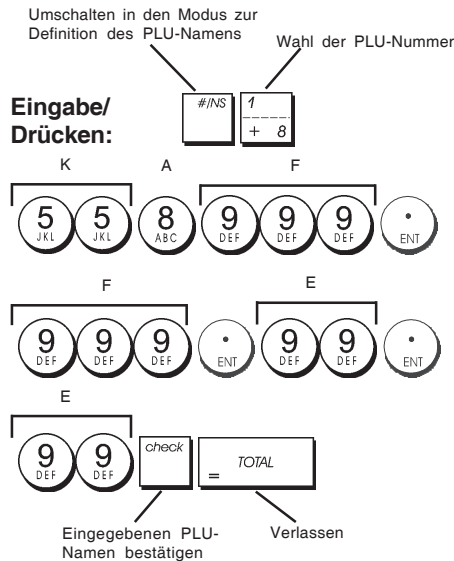 Umschalten in den Modus zur
Definition des PLU-Namens
Wahl der PLU-Nummer
Eingabe/
Drücken:
#/NS
1
+ 8
K A F
5 5 8 9 9 9 •
JKL JKL ABC DEF DEF DEF ENT
F E
9 9 9 • 9 9 •
DEF DEF DEF ENT DEF DEF ENT
E
9 9 check = TOTAL
DEF DEF
Eingegebenen PLU-
Namen bestätigen
Verlassen